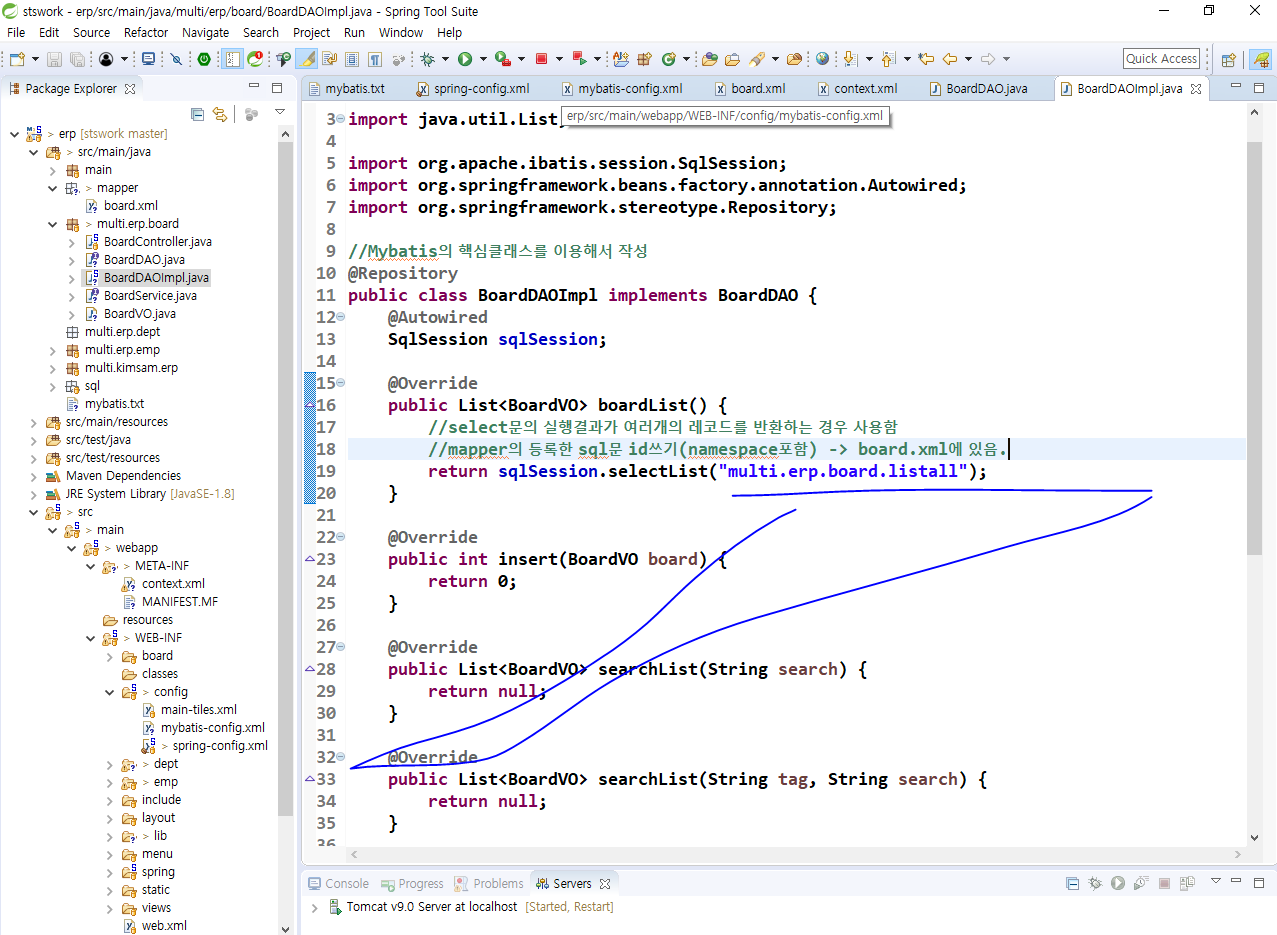 stswork - erp/src/main/java/multi/erp/board/BoardDAOImpl.java - Spring Tool Suite
File Edit Source Refactor Navigate Search Project Run Window Help
Quick Access
Package Explorer
erp [stswork master]
src/main/java
main
mapper
board.xml
multi.erp.board
BoardController.java
BoardDAO.java
BoardDAOImpl.java
BoardService.java
BoardVO.java
multi.erp.dept
multi.erp.emp
multi.kimsam.erp
sql
mybatis.txt
src/main/resources
src/test/java
src/test/resources
Maven Dependencies
JRE System Library [JavaSE-1.8]
src
main
webapp
META-INF
context.xml
MANIFEST.MF
resources
WEB-INF
board
classes
config
main-tiles.xml
mybatis-config.xml
spring-config.xml
dept
emp
include
layout
lib
menu
spring
static
views
web.xml
mybatis.txt spring-config.xml mybatis-config.xml board.xml context.xml BoardDAO.java BoardDAOImpl.java
erp/src/main/webapp/WEB-INF/config/mybatis-config.xml
3 import java.util.List
4
5 import org.apache.ibatis.session.SqlSession;
6 import org.springframework.beans.factory.annotation.Autowired;
7 import org.springframework.stereotype.Repository;
8
9 //Mybatis의 핵심클래스를 이용해서 작성
10 @Repository
11 public class BoardDAOImpl implements BoardDAO {
12 @Autowired
13 SqlSession sqlSession;
14
15 @Override
16 public List<BoardVO> boardList() {
17 //select문의 실행결과가 여러개의 레코드를 반환하는 경우 사용함
18 //mapper의 등록한 sql문 id쓰기(namespace포함) -> board.xml에 있음.
19 return sqlSession.selectList("multi.erp.board.listall");
20 }
21
22 @Override
23 public int insert(BoardVO board) {
24 return 0;
25 }
26
27 @Override
28 public List<BoardVO> searchList(String search) {
29 return null;
30 }
31
32 @Override
33 public List<BoardVO> searchList(String tag, String search) {
34 return null;
35 }
36
Console Progress Problems Servers
Tomcat v9.0 Server at localhost [Started, Restart]